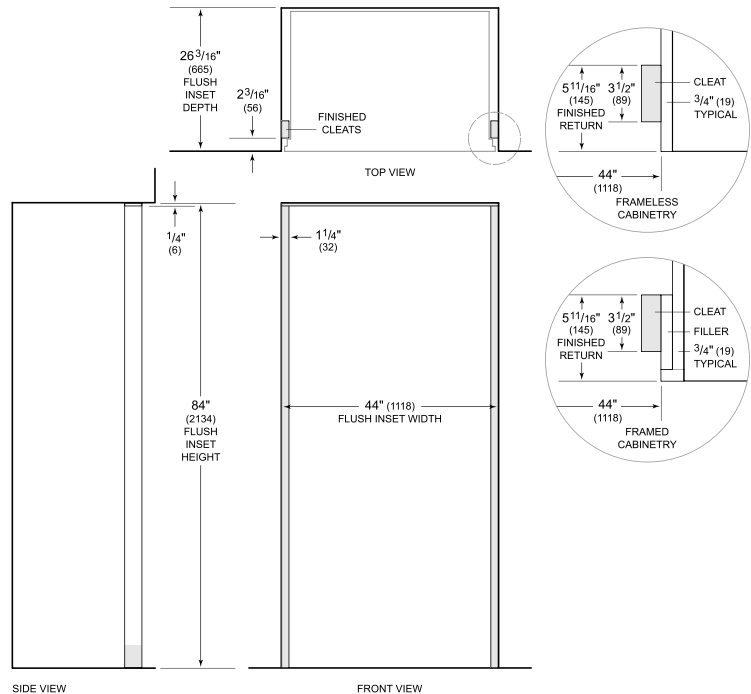 26 3/16"
(665)
FLUSH
INSET
DEPTH
2 3/16"
(56)
FINISHED
CLEATS
TOP VIEW
5 11/16"
(145)
FINISHED
RETURN
3 1/2"
(89)
CLEAT
3/4" (19)
TYPICAL
44"
(1118)
FRAMELESS
CABINETRY
1/4"
(6)
1 1/4"
(32)
5 11/16"
(145)
FINISHED
RETURN
3 1/2"
(89)
CLEAT
FILLER
3/4" (19)
TYPICAL
44"
(1118)
FRAMED
CABINETRY
84"
(2134)
FLUSH
INSET
HEIGHT
44" (1118)
FLUSH INSET WIDTH
SIDE VIEW
FRONT VIEW